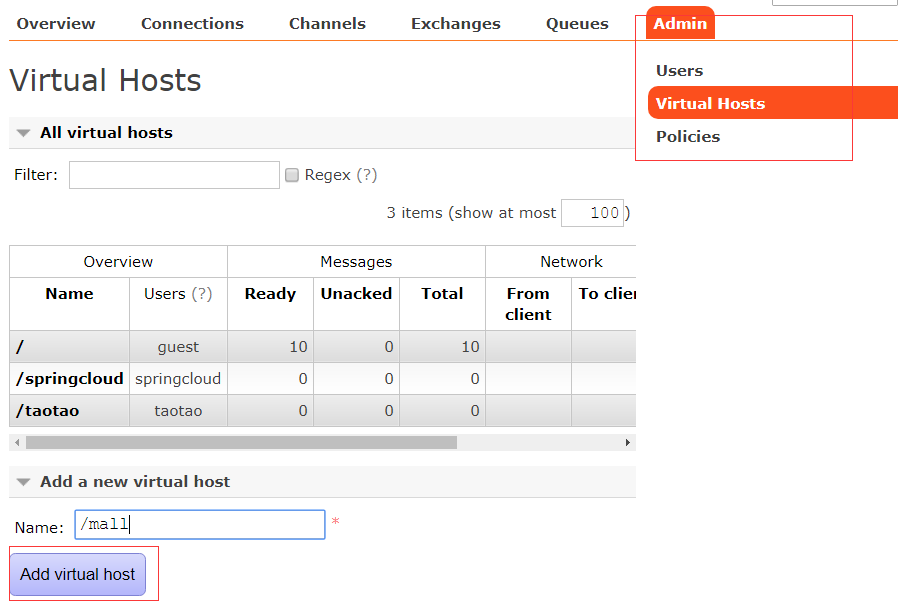 Overview Connections Channels Exchanges Queues Admin
Users
Virtual Hosts
Policies
Virtual Hosts
All virtual hosts
Filter: Regex (?)
3 items (show at most 100 )
Overview Messages Network
Name Users (?) Ready Unacked Total From client To clien
/ guest 10 0 10
/springcloud springcloud 0 0 0
/taotao taotao 0 0 0
Add a new virtual host
Name: /mall *
Add virtual host